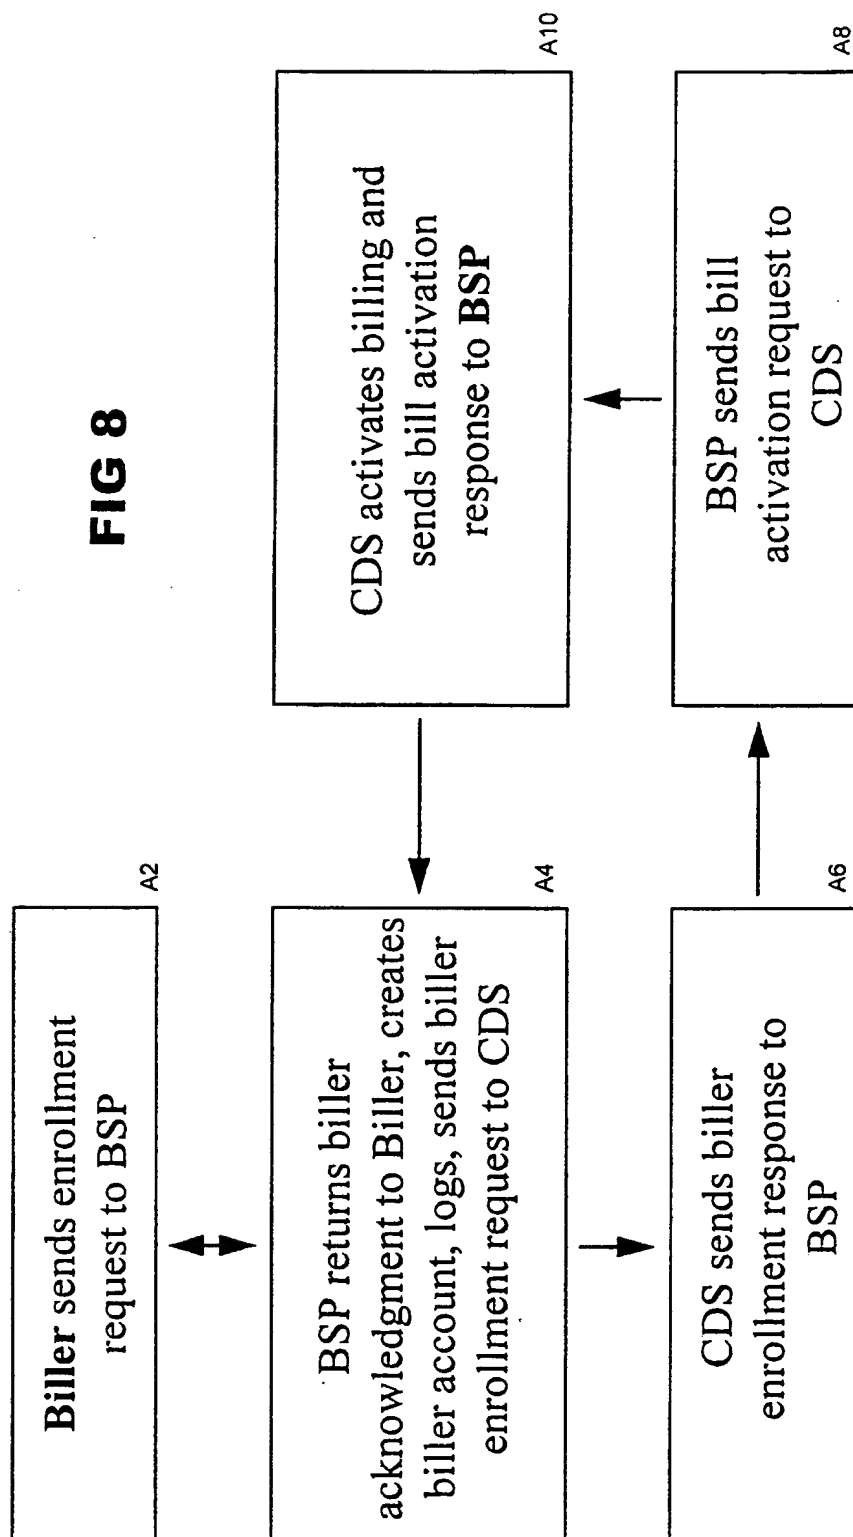 FIG 8
Biller sends enrollment
request to BSP
A2
BSP returns biller
acknowledgment to Biller, creates
biller account, logs, sends biller
enrollment request to CDS
A4
CDS sends biller
enrollment response to
BSP
A6
BSP sends bill
activation request to
CDS
A8
CDS activates billing and
sends bill activation
response to BSP
A10